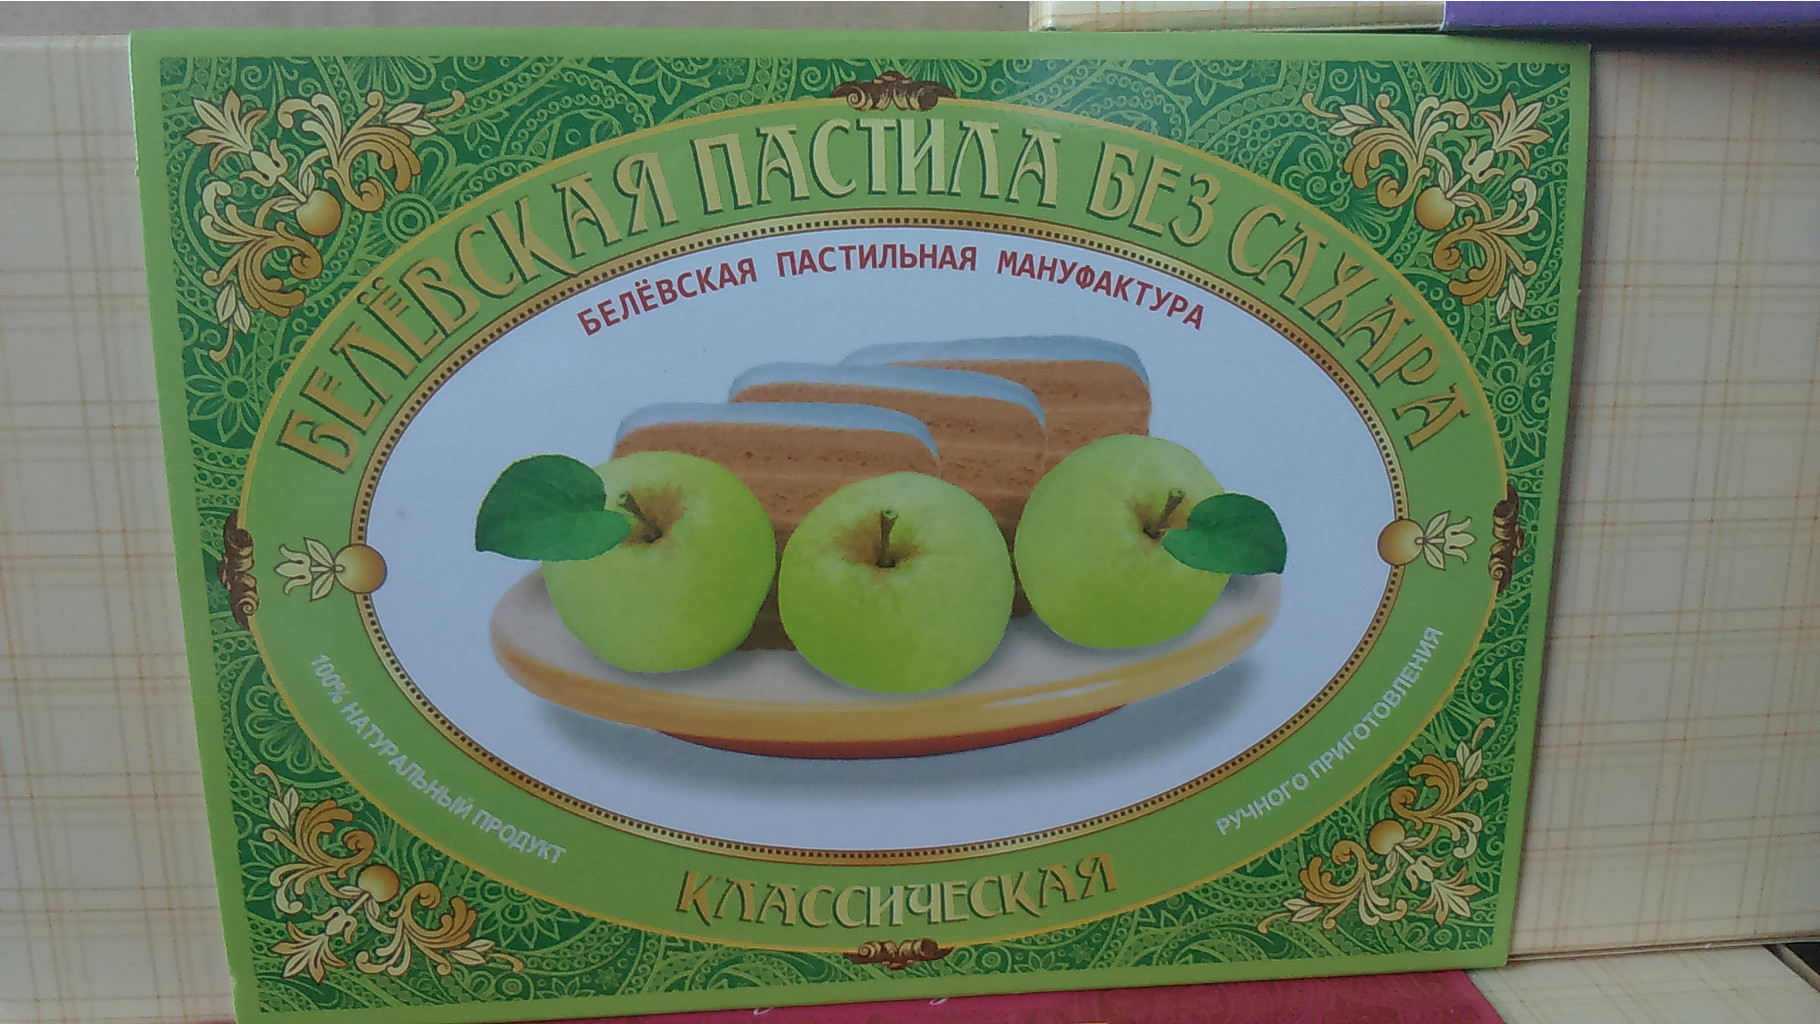 БЕЛЁВСКАЯ ПАСТИЛА БЕЗ САХАРА
БЕЛЁВСКАЯ ПАСТИЛЬНАЯ МАНУФАКТУРА
100% НАТУРАЛЬНЫЙ ПРОДУКТ
РУЧНОГО ПРИГОТОВЛЕНИЯ
КЛАССИЧЕСКАЯ